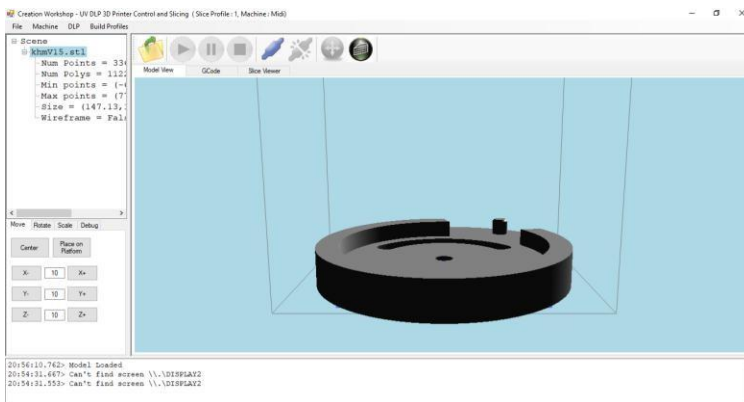 Creation Workshop - UV DLP 3D Printer Control and Slicing ( Slice Profile : 1, Machine : Midi)
File Machine DLP Build Profiles
Scene
khmV15.stl
Num Points =
Num Polys = 1122
Min points = (-
Max points = (7
Size = (147.13,
Wireframe =
Model View GCode Slice Viewer
Move Rotate Scale Debug
Center Place on
Platform
X- 10 X+
Y- 10 Y+
Z- 10 Z+
20:56:10.762> Model Loaded
20:54:31.667> Can't find screen \\.\DISPLAY2
20:54:31.553> Can't find screen \\.\DISPLAY2